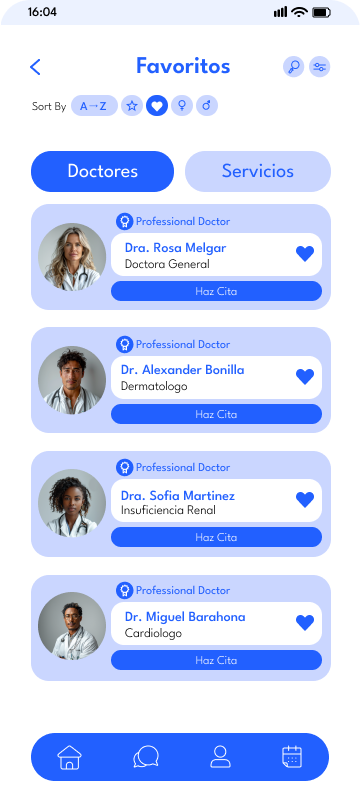 16:04
Favoritos
Sort By A→Z
Doctores Servicios
Professional Doctor
Dra. Rosa Melgar
Doctora General
Haz Cita
Professional Doctor
Dr. Alexander Bonilla
Dermatologo
Haz Cita
Professional Doctor
Dra. Sofia Martinez
Insuficiencia Renal
Haz Cita
Professional Doctor
Dr. Miguel Barahona
Cardiologo
Haz Cita